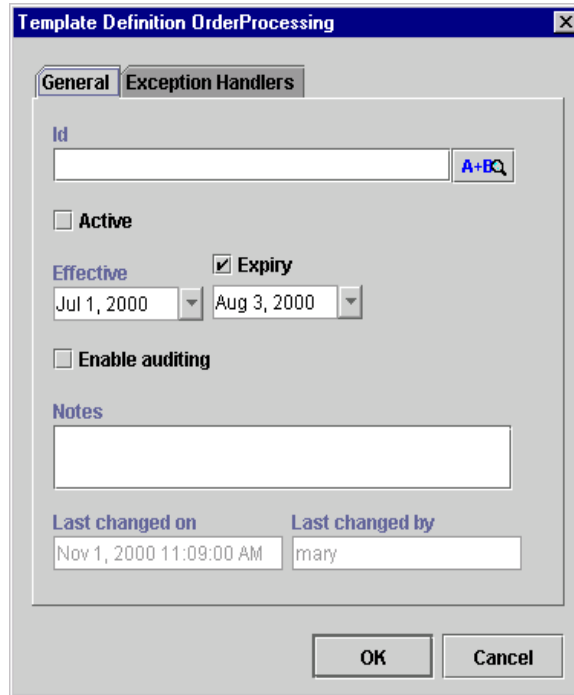 Template Definition OrderProcessing
General Exception Handlers
Id
A+B
Active
Expiry
Effective
Jul 1, 2000 Aug 3, 2000
Enable auditing
Notes
Last changed on Last changed by
Nov 1, 2000 11:09:00 AM mary
OK Cancel